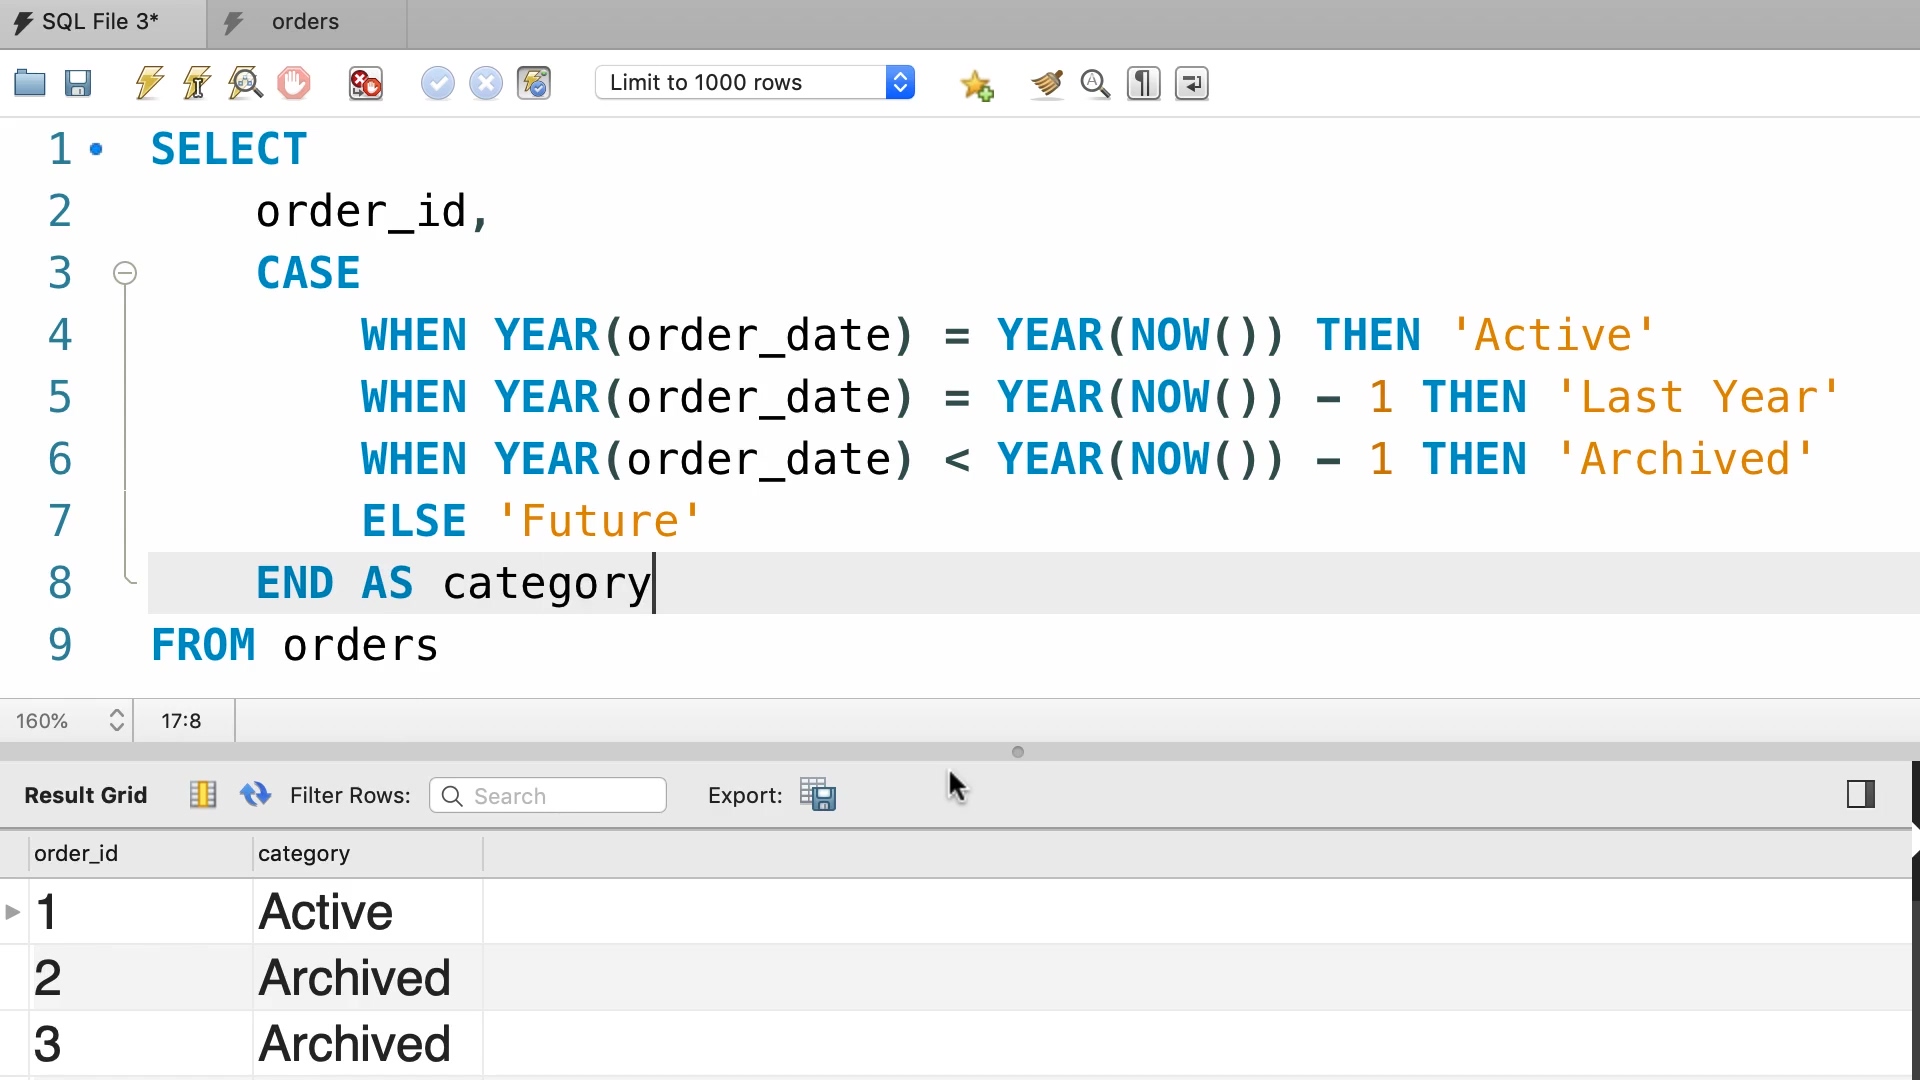 SQL File 3*
orders
Limit to 1000 rows
1 SELECT
2 order_id,
3 CASE
4 WHEN YEAR(order_date) = YEAR(NOW()) THEN 'Active'
5 WHEN YEAR(order_date) = YEAR(NOW()) - 1 THEN 'Last Year'
6 WHEN YEAR(order_date) < YEAR(NOW()) - 1 THEN 'Archived'
7 ELSE 'Future'
8 END AS category
9 FROM orders
160% 17:8
Result Grid Filter Rows: Search Export:
order_id category
1 Active
2 Archived
3 Archived